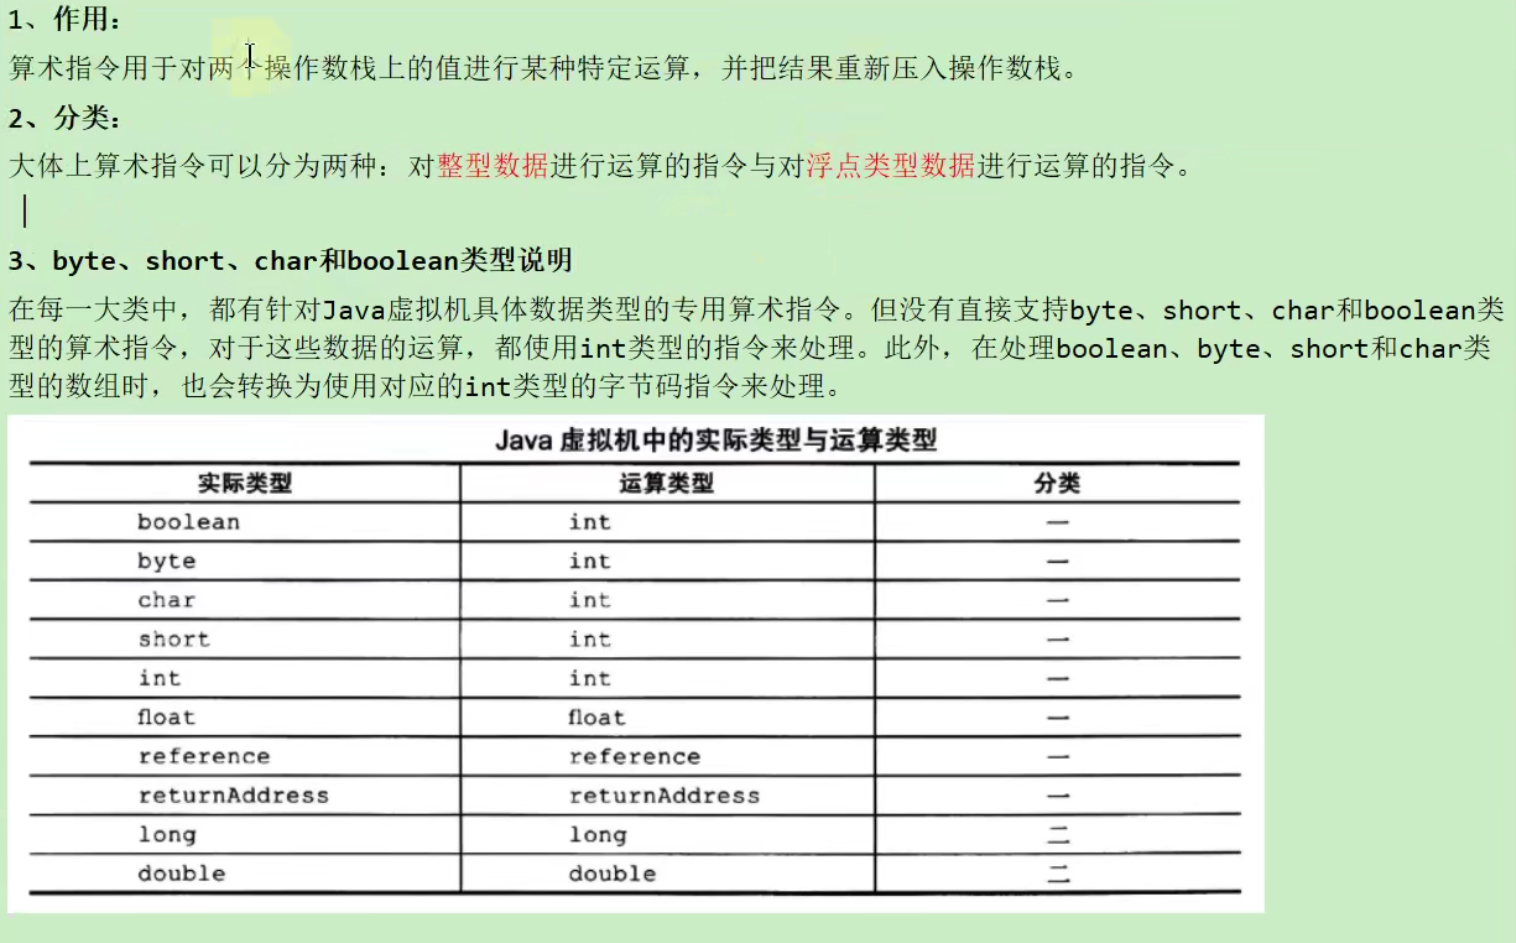 1、作用：
算术指令用于对两个操作数栈上的值进行某种特定运算，并把结果重新压入操作数栈。
2、分类：
大体上算术指令可以分为两种：对整型数据进行运算的指令与对浮点类型数据进行运算的指令。
3、byte、short、char和boolean类型说明
在每一大类中，都有针对Java虚拟机具体数据类型的专用算术指令。但没有直接支持byte、short、char和boolean类
型的算术指令，对于这些数据的运算，都使用int类型的指令来处理。此外，在处理boolean、byte、short和char类
型的数组时，也会转换为使用对应的int类型的字节码指令来处理。
Java 虚拟机中的实际类型与运算类型
实际类型 运算类型 分类
boolean int 一
byte int 一
char int 一
short int 一
int int 一
float float 一
reference reference 一
returnAddress returnAddress 一
long long 二
double double 二